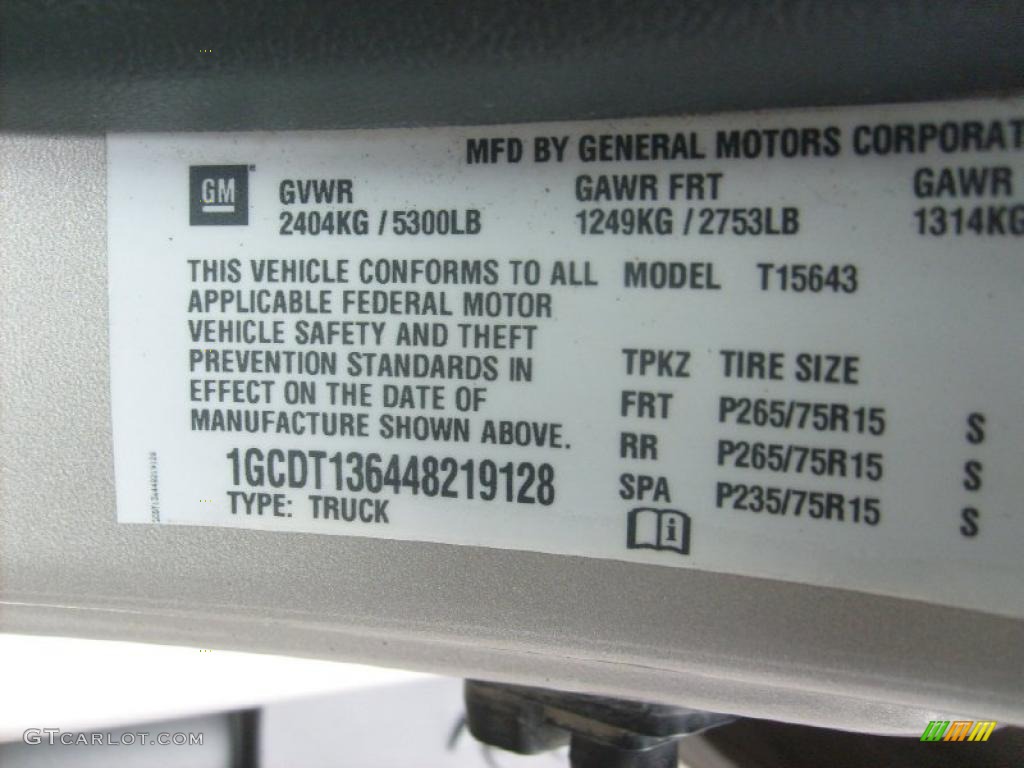 MFD BY GENERAL MOTORS CORPORAT
GM
GVWR GAWR FRT GAWR
2404KG / 5300LB 1249KG / 2753LB 1314KG
THIS VEHICLE CONFORMS TO ALL MODEL T15643
APPLICABLE FEDERAL MOTOR
VEHICLE SAFETY AND THEFT
PREVENTION STANDARDS IN TPKZ TIRE SIZE
EFFECT ON THE DATE OF FRT P265/75R15 S
MANUFACTURE SHOWN ABOVE. RR P265/75R15 S
1GCDT136448219128 SPA P235/75R15 S
TYPE: TRUCK
i
© GTCARLOT.COM